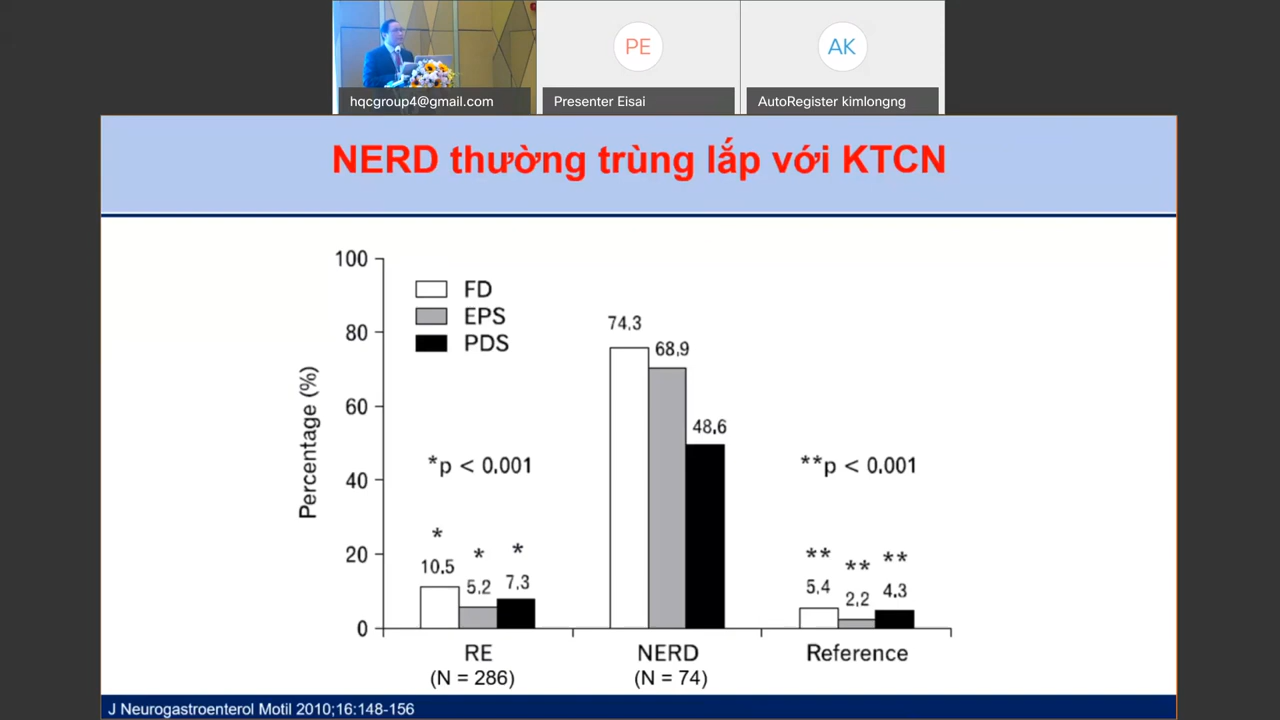 PE
AK
hqcgroup4@gmail.com
Presenter Eisai
AutoRegister kimlongng
NERD thường trùng lắp với KTCN
100
80
60
40
20
0
Percentage (%)
FD
EPS
PDS
*p < 0.001
**p < 0.001
*
*
*
10.5
5.2
7.3
74.3
68.9
48.6
**
**
**
5.4
2.2
4.3
RE
(N = 286)
NERD
(N = 74)
Reference
J Neurogastroenterol Motil 2010;16:148-156